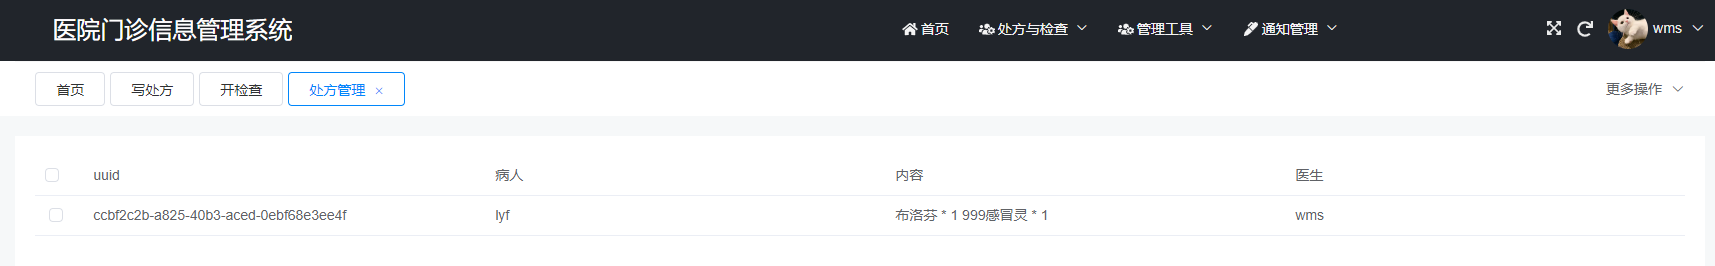 医院门诊信息管理系统 首页 处方与检查 管理工具 通知管理 wms
首页 写处方 开检查 处方管理 × 更多操作
uuid 病人 内容 医生
ccbf2c2b-a825-40b3-aced-0ebf68e3ee4f lyf 布洛芬 * 1 999感冒灵 * 1 wms